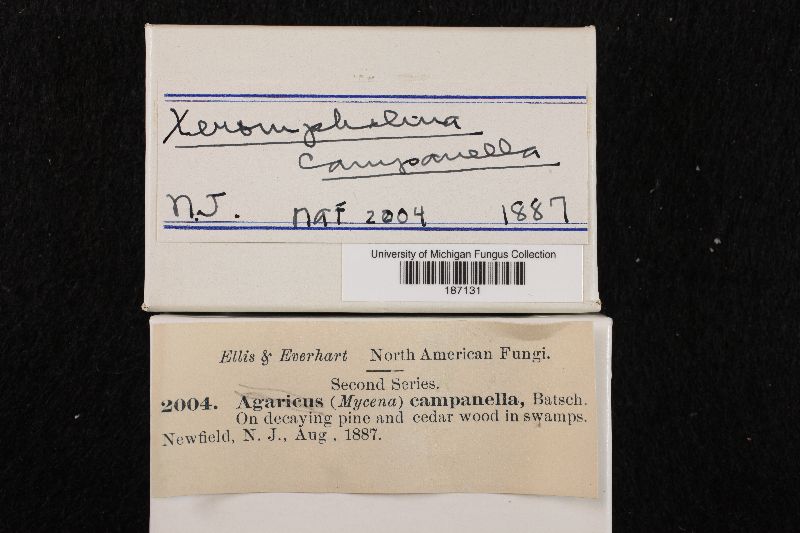 Xeromphalina
campanella
N.J. NAF 2004 1887
University of Michigan Fungus Collection
187131
Ellis & Everhart North American Fungi.
Second Series.
2004. Agaricus (Mycena) campanella, Batsch.
On decaying pine and cedar wood in swamps.
Newfield, N. J., Aug , 1887.